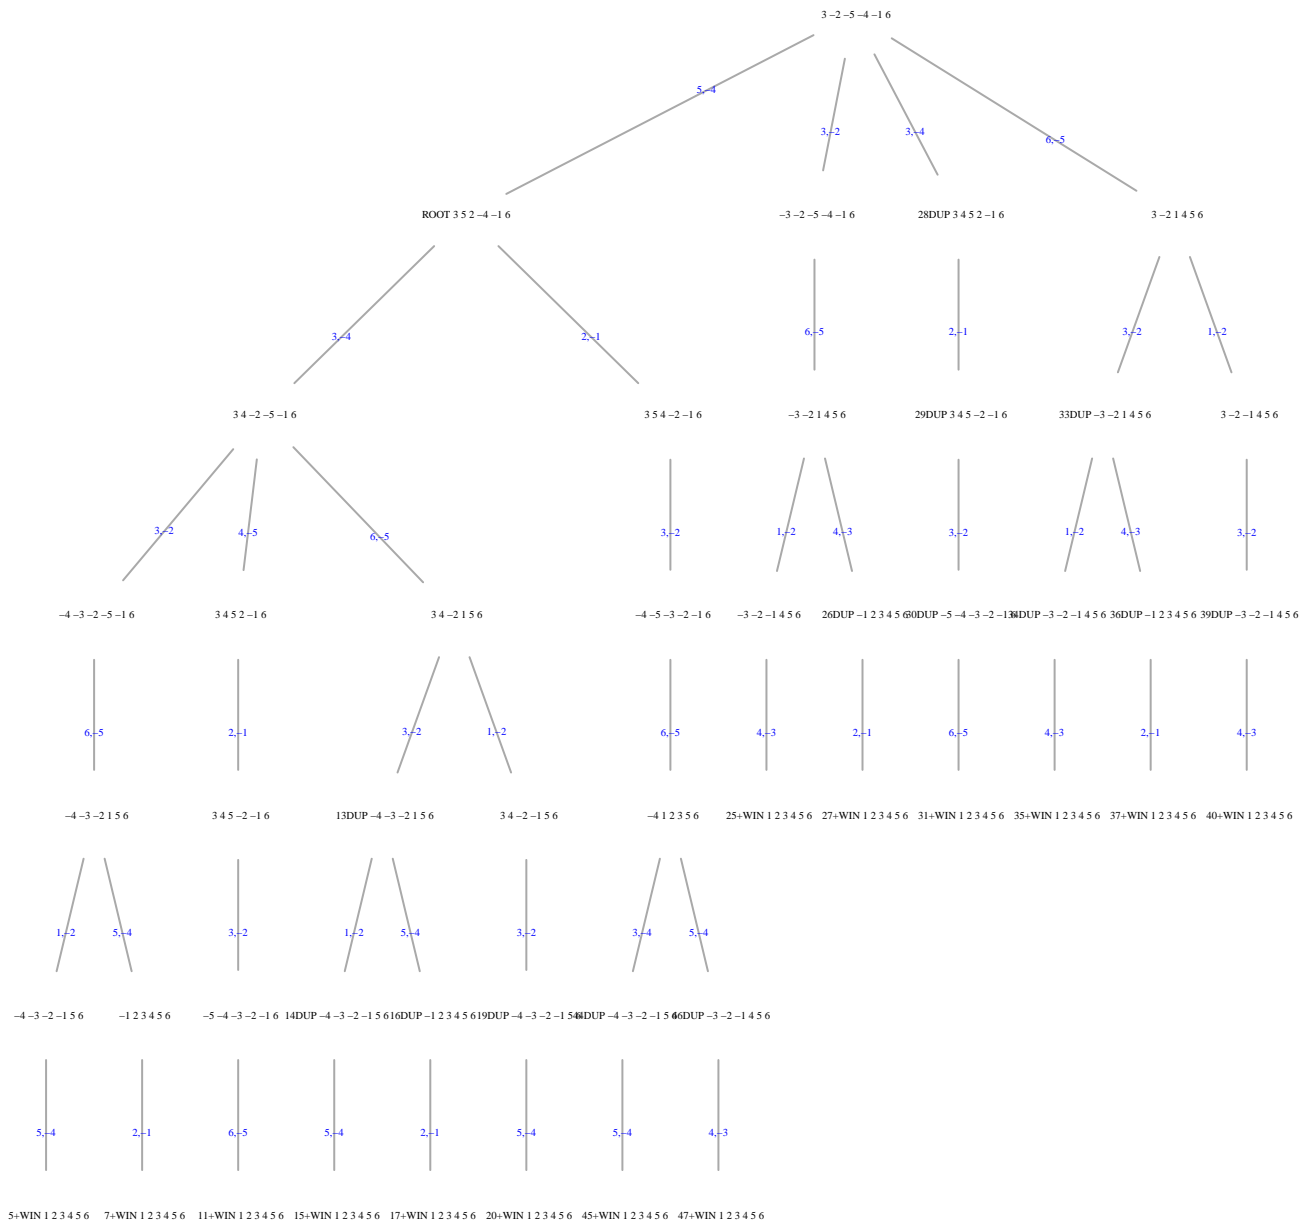 3 −2 −5 −4 −1 6
5,−4
3,−2
3,−4
6,−5
ROOT 3 5 2 −4 −1 6
−3 −2 −5 −4 −1 6
28DUP 3 4 5 2 −1 6
3 −2 1 4 5 6
3,−4
2,−1
6,−5
2,−1
3,−2
1,−2
3 4 −2 −5 −1 6
3 5 4 −2 −1 6
−3 −2 1 4 5 6
29DUP 3 4 5 −2 −1 6
33DUP −3 −2 1 4 5 6
3 −2 −1 4 5 6
3,−2
4,−5
6,−5
3,−2
1,−2
4,−3
3,−2
1,−2
4,−3
3,−2
−4 −3 −2 −5 −1 6
3 4 5 2 −1 6
3 4 −2 1 5 6
−4 −5 −3 −2 −1 6
−3 −2 −1 4 5 6
26DUP −1 2 3 4 5 6
30DUP −5 −4 −3 −2 −1 6
34DUP −3 −2 −1 4 5 6
36DUP −1 2 3 4 5 6
39DUP −3 −2 −1 4 5 6
6,−5
2,−1
3,−2
1,−2
6,−5
4,−3
2,−1
6,−5
4,−3
2,−1
4,−3
−4 −3 −2 1 5 6
3 4 5 −2 −1 6
13DUP −4 −3 −2 1 5 6
3 4 −2 −1 5 6
−4 1 2 3 5 6
25+WIN 1 2 3 4 5 6
27+WIN 1 2 3 4 5 6
31+WIN 1 2 3 4 5 6
35+WIN 1 2 3 4 5 6
37+WIN 1 2 3 4 5 6
40+WIN 1 2 3 4 5 6
1,−2
5,−4
3,−2
1,−2
5,−4
3,−2
3,−4
5,−4
−4 −3 −2 −1 5 6
−1 2 3 4 5 6
−5 −4 −3 −2 −1 6
14DUP −4 −3 −2 −1 5 6
16DUP −1 2 3 4 5 6
19DUP −4 −3 −2 −1 5 6
44DUP −4 −3 −2 −1 5 6
46DUP −3 −2 −1 4 5 6
5,−4
2,−1
6,−5
5,−4
2,−1
5,−4
5,−4
4,−3
5+WIN 1 2 3 4 5 6
7+WIN 1 2 3 4 5 6
11+WIN 1 2 3 4 5 6
15+WIN 1 2 3 4 5 6
17+WIN 1 2 3 4 5 6
20+WIN 1 2 3 4 5 6
45+WIN 1 2 3 4 5 6
47+WIN 1 2 3 4 5 6